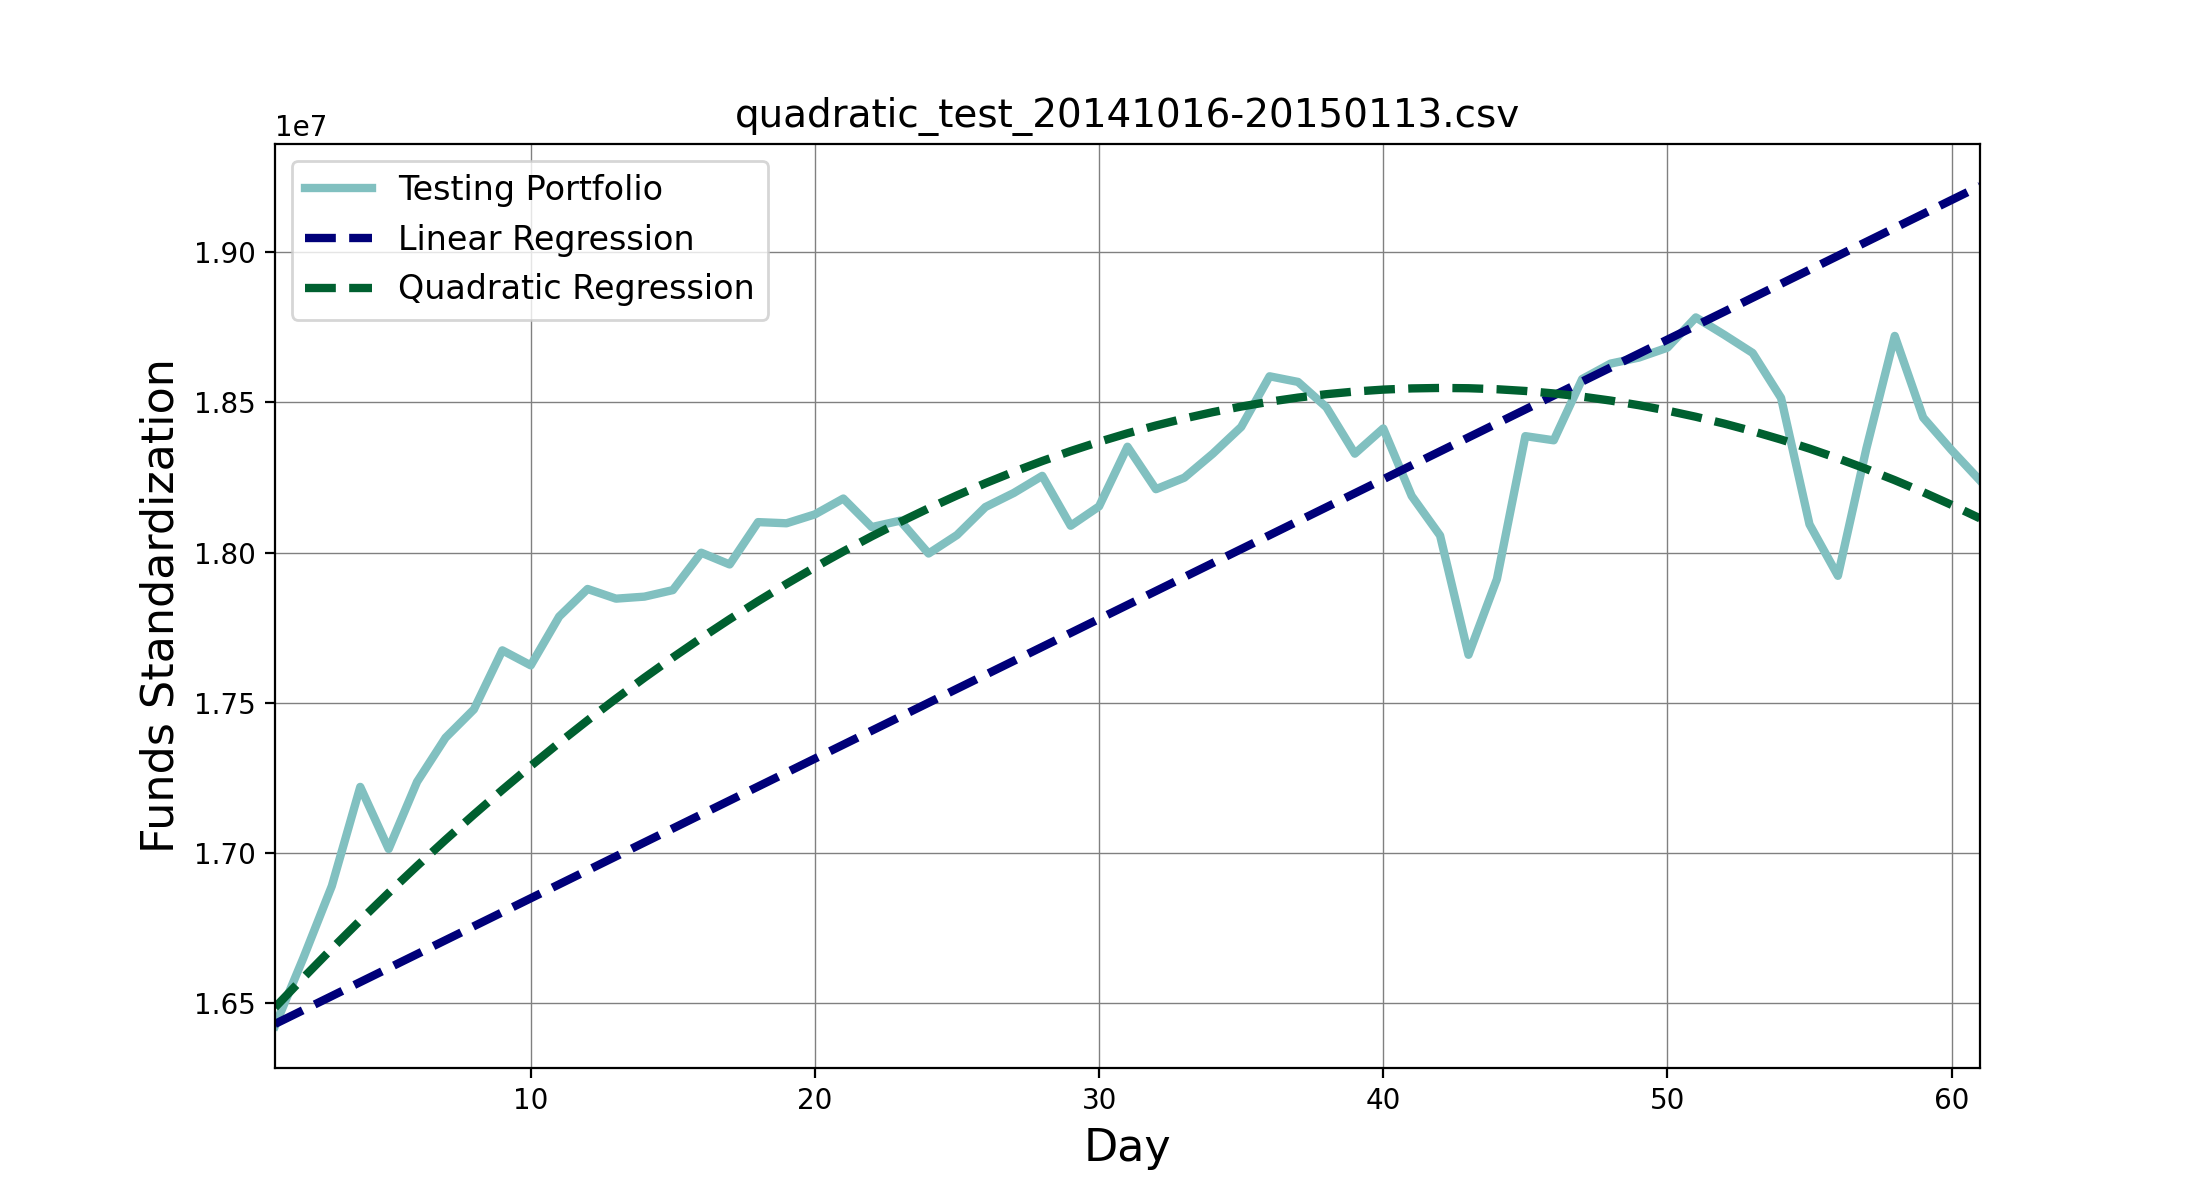 quadratic_test_20141016-20150113.csv
1e7
Testing Portfolio
Linear Regression
Quadratic Regression
Funds Standardization
1.90
1.85
1.80
1.75
1.70
1.65
10 20 30 40 50 60
Day